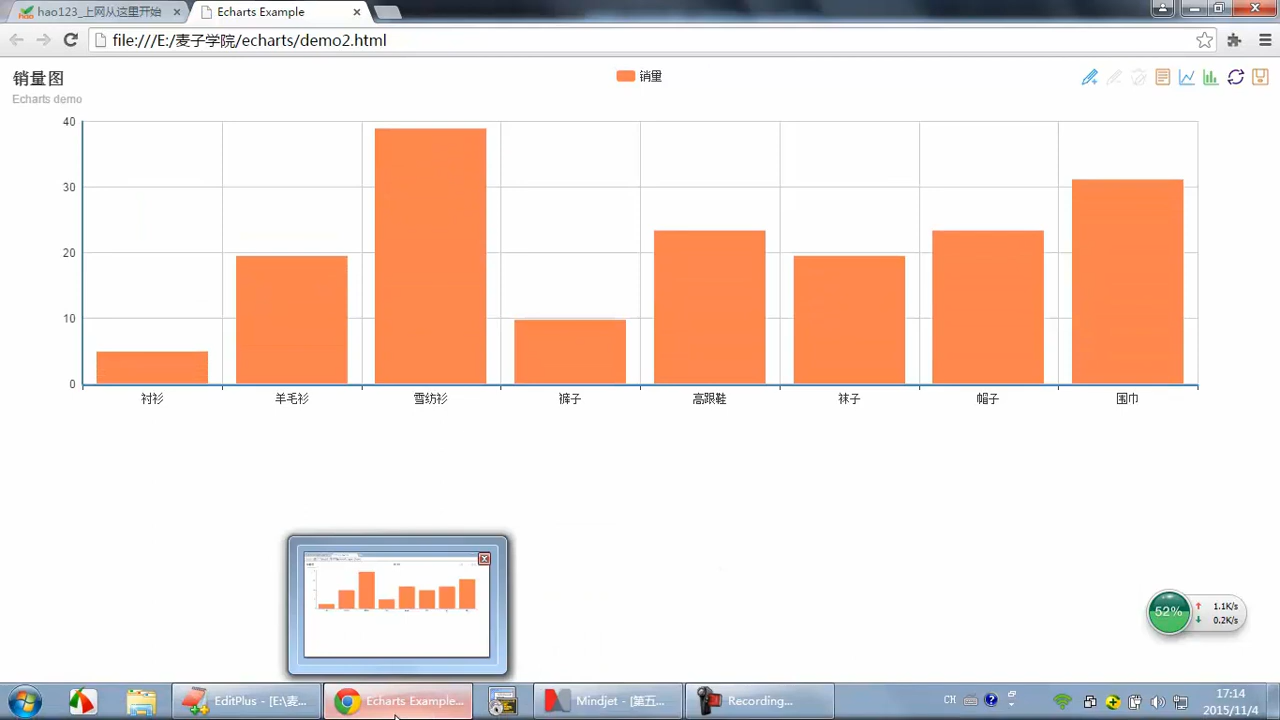 hao123_上网从这里开始
Echarts Example
file:///E:/麦子学院/echarts/demo2.html
销量图
Echarts demo
销量
40
30
20
10
0
衬衫
羊毛衫
雪纺衫
裤子
高跟鞋
袜子
帽子
围巾
52%
1.1K/s
0.2K/s
EditPlus - [E:\麦...
Echarts Example...
Mindjet - [第五...
Recording...
CH
17:14
2015/11/4